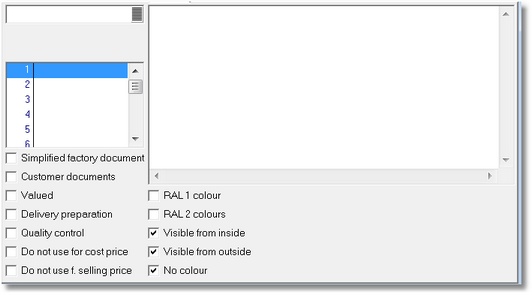 1
2
3
4
5
6
Simplified factory document
Customer documents
Valued
RAL 1 colour
Delivery preparation
RAL 2 colours
Quality control
Visible from inside
Do not use for cost price
Visible from outside
Do not use f. selling price
No colour